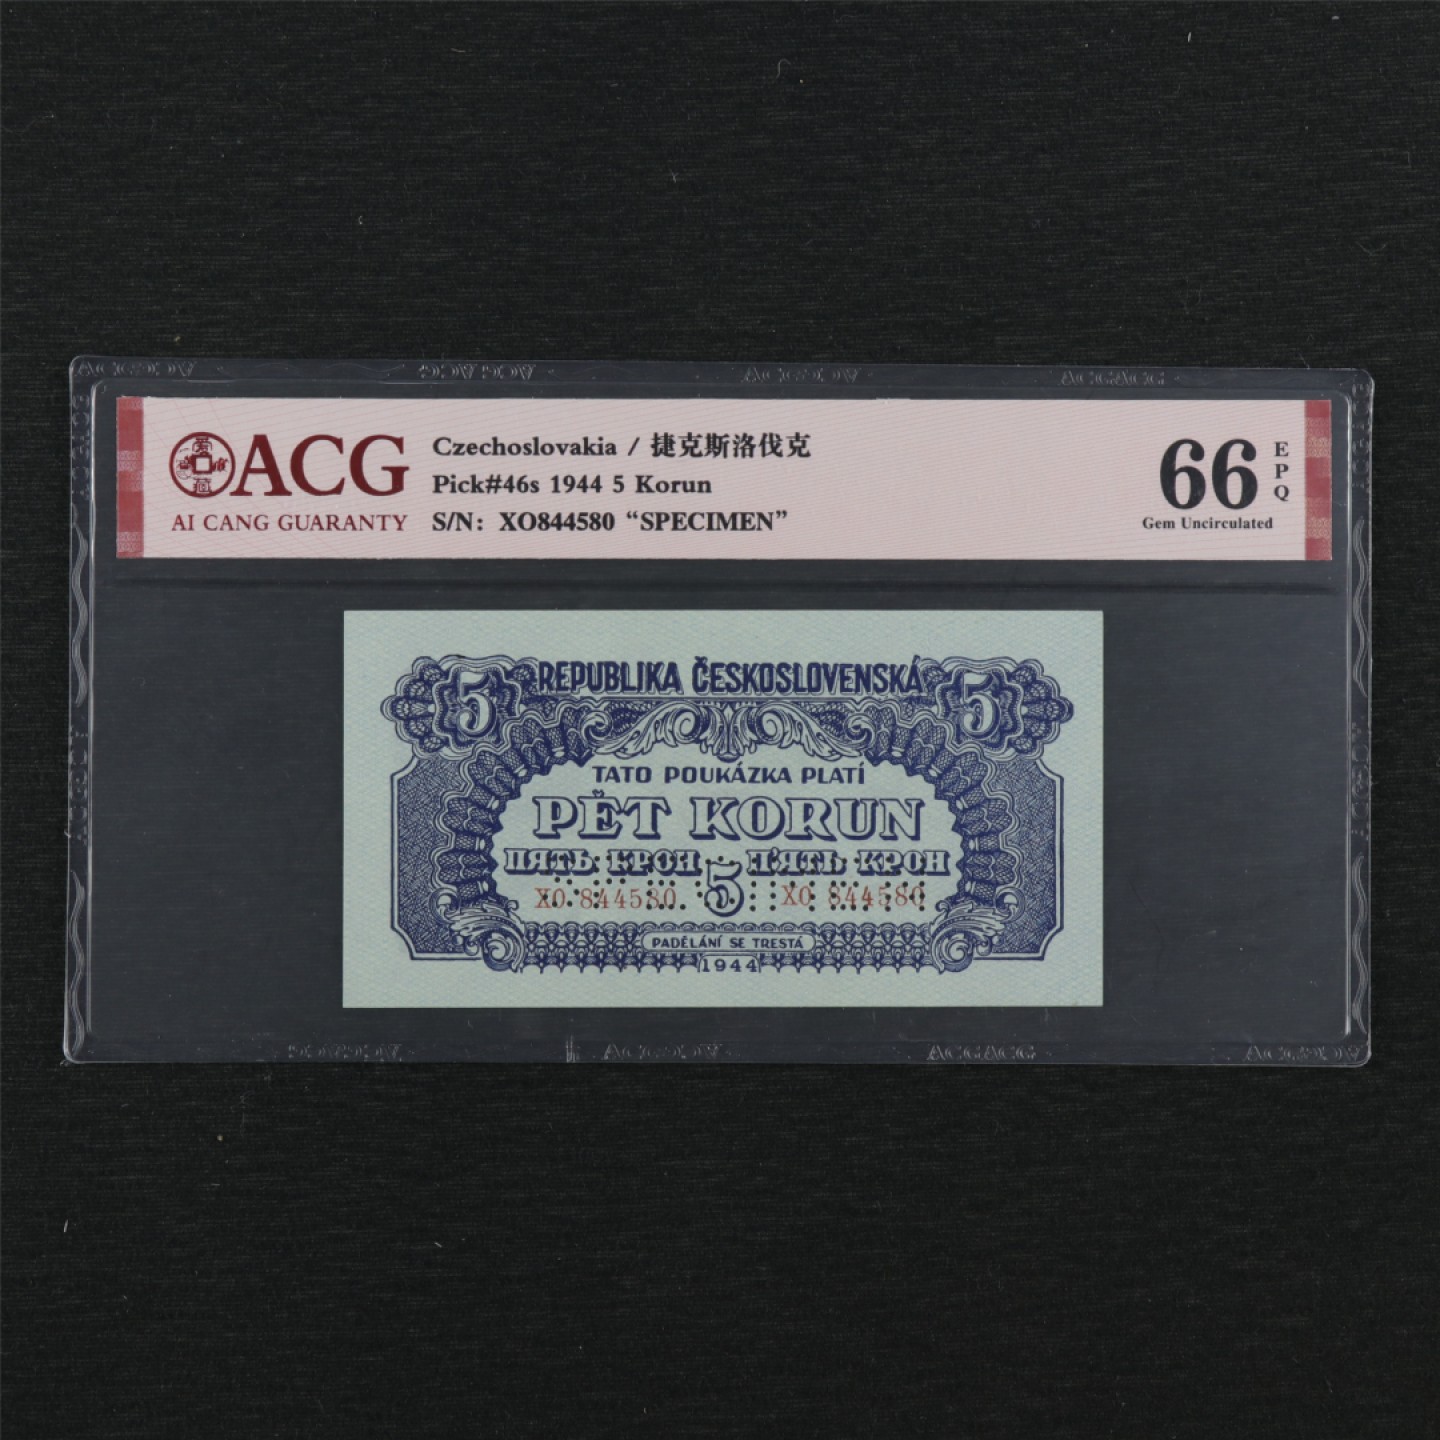 ACG
AI CANG GUARANTY
Czechoslovakia / 捷克斯洛伐克
Pick#46s 1944 5 Korun
S/N: XO844580 “SPECIMEN”
66
EPQ
Gem Uncirculated
5 REPUBLIKA ČESKOSLOVENSKÁ 5
TATO POUKÁZKA PLATÍ
PĚT KORUN
ПЯТЬ КРОН 5 П'ЯТЬ КРОН
XO 844580 XO 844580
PADĚLÁNÍ SE TRESTÁ
1944